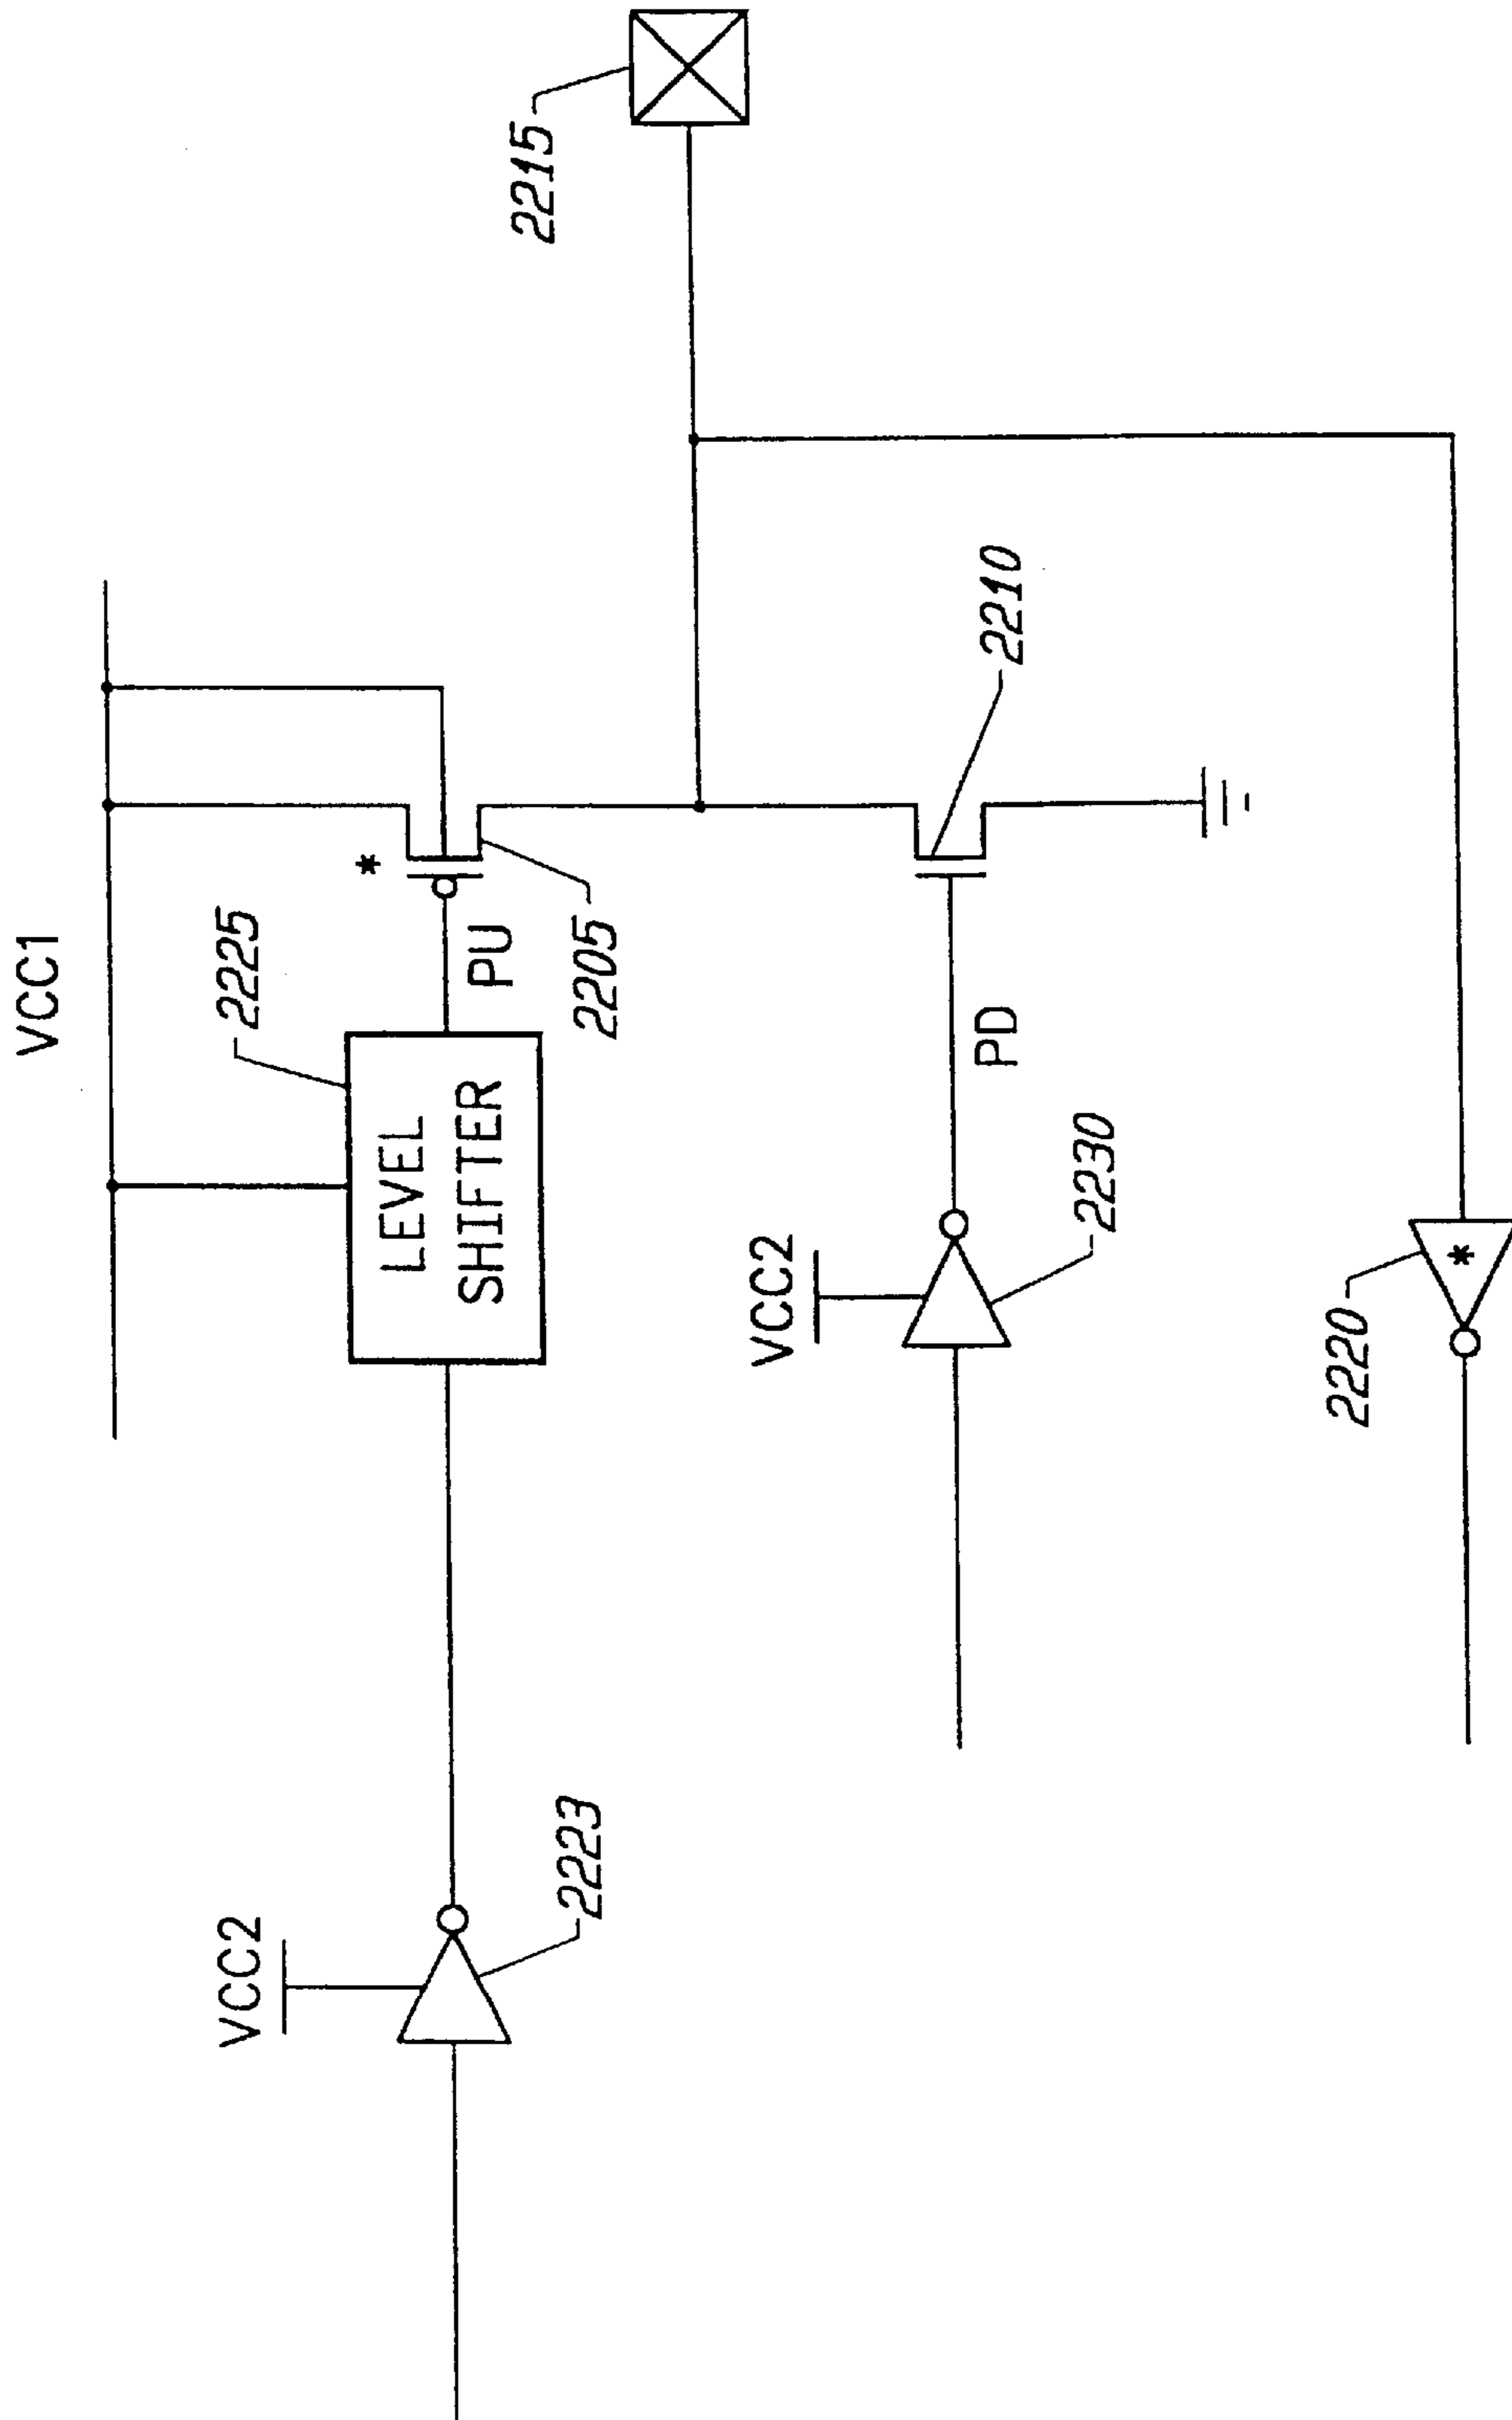 VCC1
2215
2225
*
LEVEL
SHIFTER
PU
2205
VCC2
2223
2210
VCC2
PD
2230
2220
*